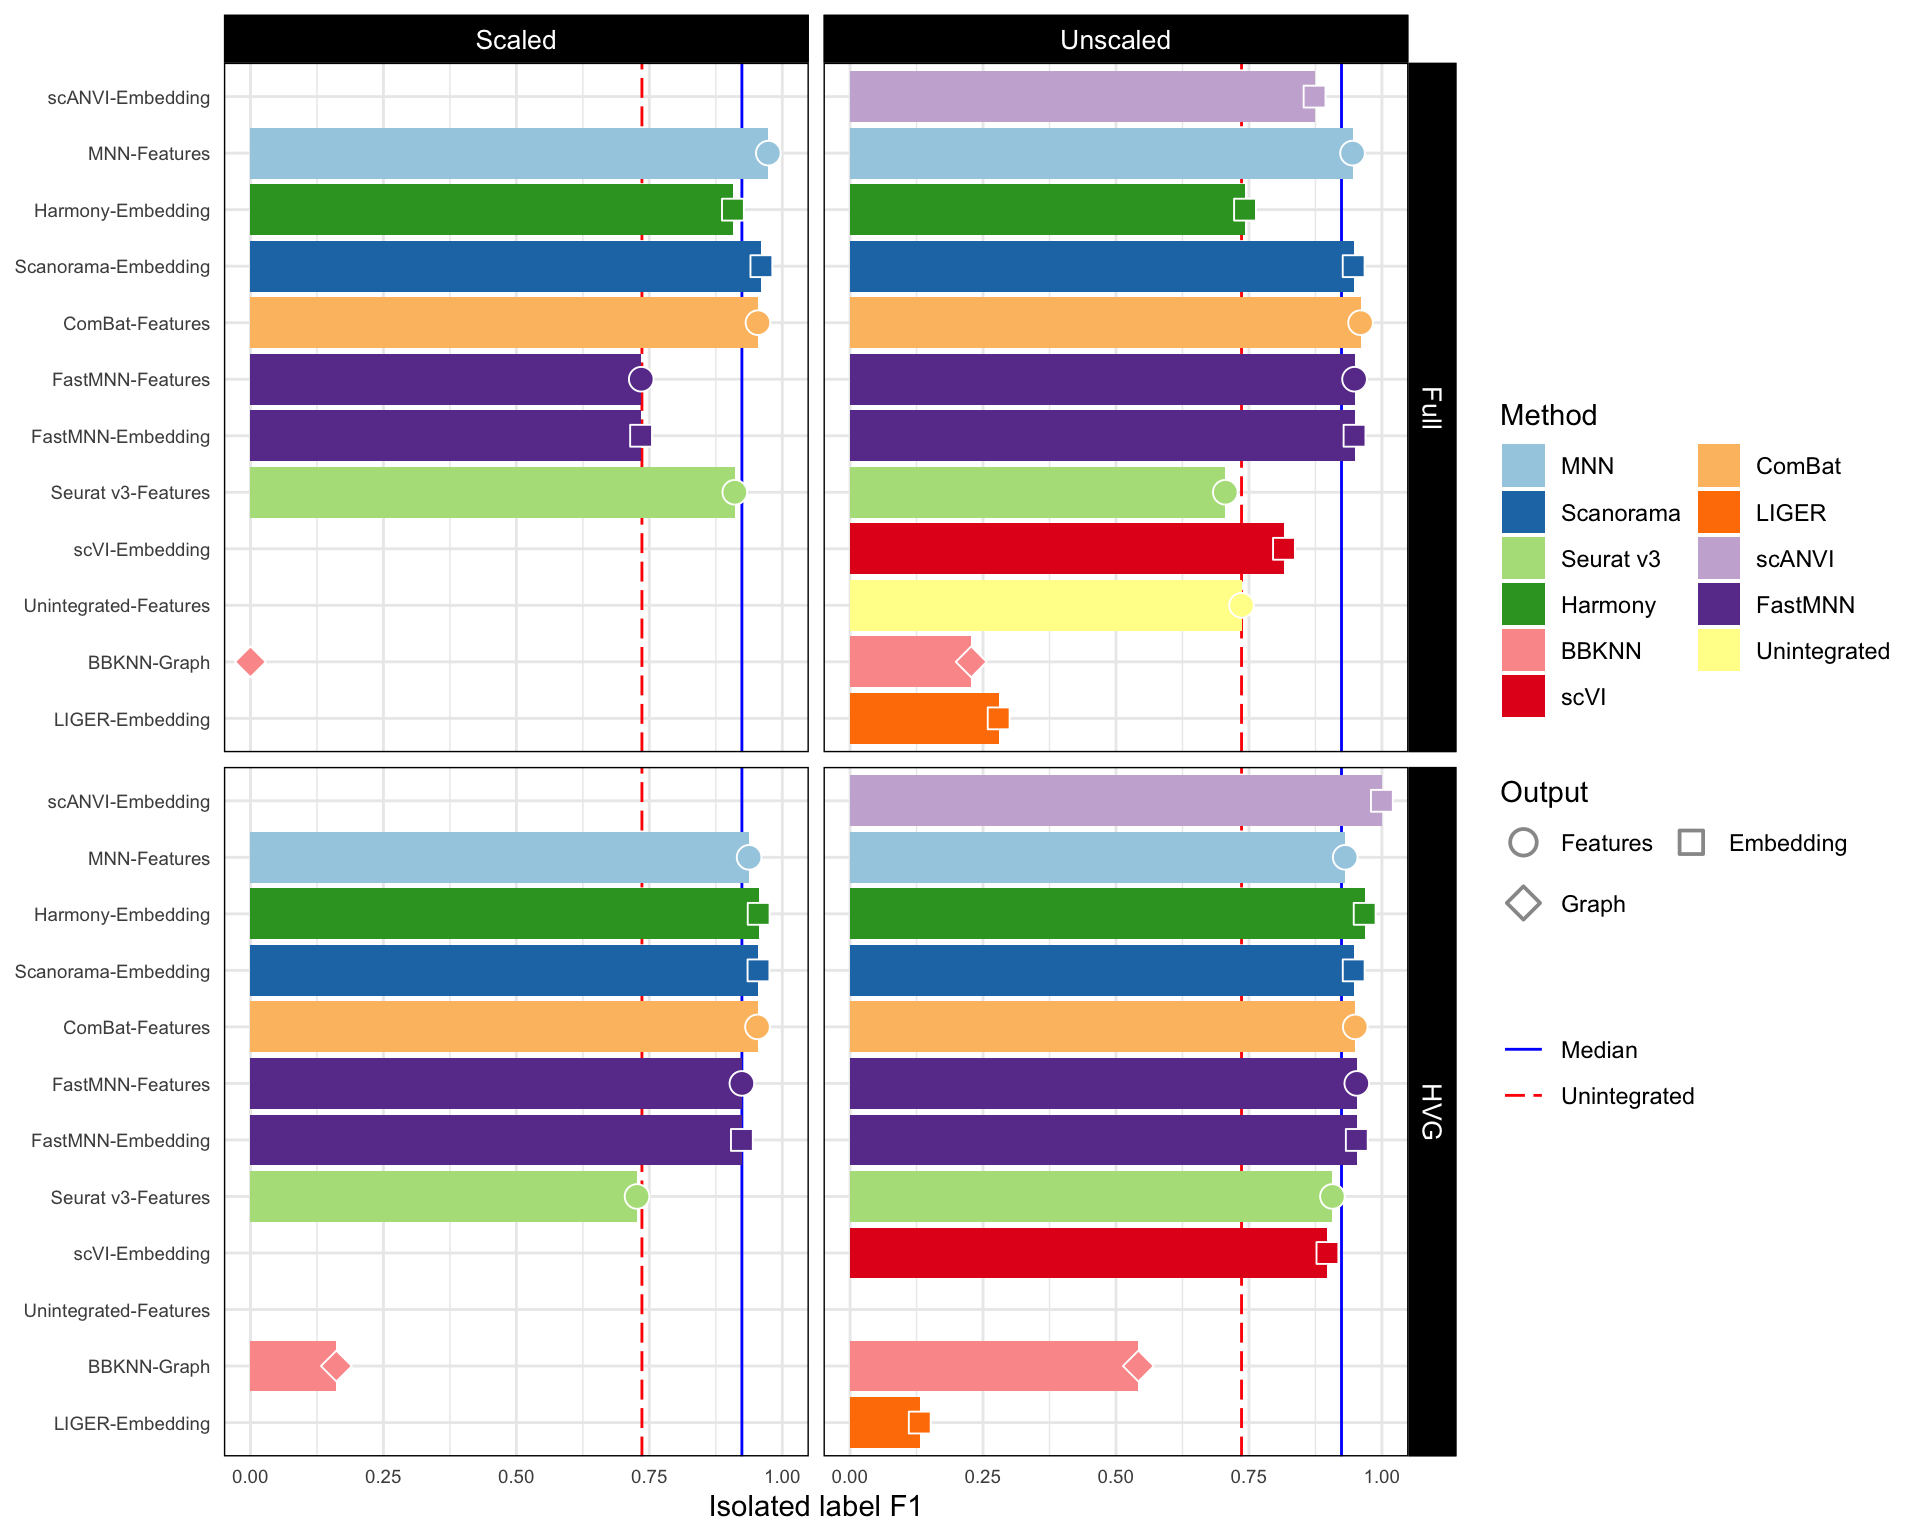 Scaled
Unscaled
scANVI-Embedding
MNN-Features
Harmony-Embedding
Scanorama-Embedding
ComBat-Features
FastMNN-Features
FastMNN-Embedding
Seurat v3-Features
scVI-Embedding
Unintegrated-Features
BBKNN-Graph
LIGER-Embedding
Full
scANVI-Embedding
MNN-Features
Harmony-Embedding
Scanorama-Embedding
ComBat-Features
FastMNN-Features
FastMNN-Embedding
Seurat v3-Features
scVI-Embedding
Unintegrated-Features
BBKNN-Graph
LIGER-Embedding
HVG
0.00 0.25 0.50 0.75 1.00
0.00 0.25 0.50 0.75 1.00
Isolated label F1
Method
MNN ComBat
Scanorama LIGER
Seurat v3 scANVI
Harmony FastMNN
BBKNN Unintegrated
scVI
Output
Features Embedding
Graph
Median
Unintegrated